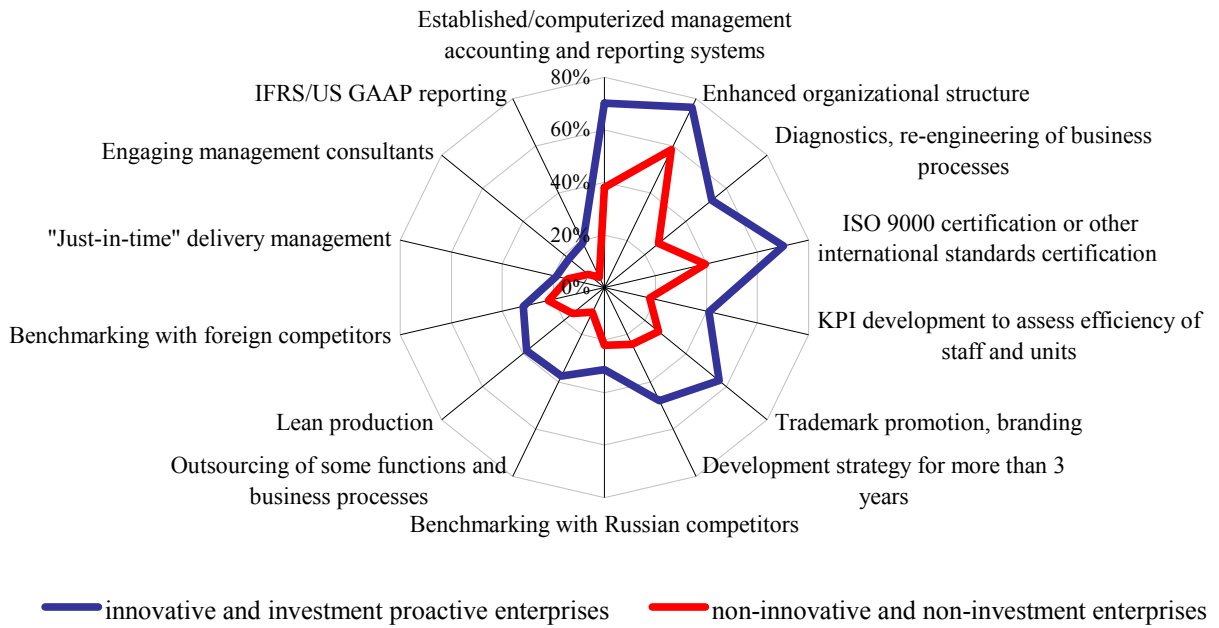 Established/computerized management
accounting and reporting systems
80%
IFRS/US GAAP reporting
Enhanced organizational structure
60%
Engaging management consultants
Diagnostics, re-engineering of business
processes
40%
"Just-in-time" delivery management
20%
ISO 9000 certification or other
international standards certification
0%
Benchmarking with foreign competitors
KPI development to assess efficiency of
staff and units
Lean production
Trademark promotion, branding
Outsourcing of some functions and
business processes
Development strategy for more than 3
years
Benchmarking with Russian competitors
innovative and investment proactive enterprises
non-innovative and non-investment enterprises